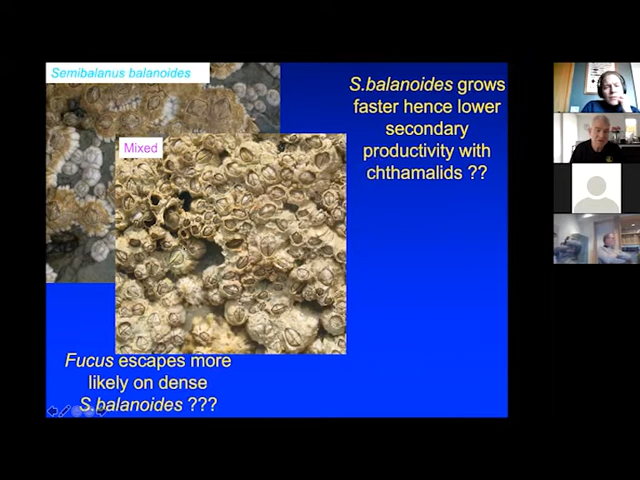 Semibalanus balanoides
Mixed
S.balanoides grows
faster hence lower
secondary
productivity with
chthamalids ??
Fucus escapes more
likely on dense
S.balanoides ???